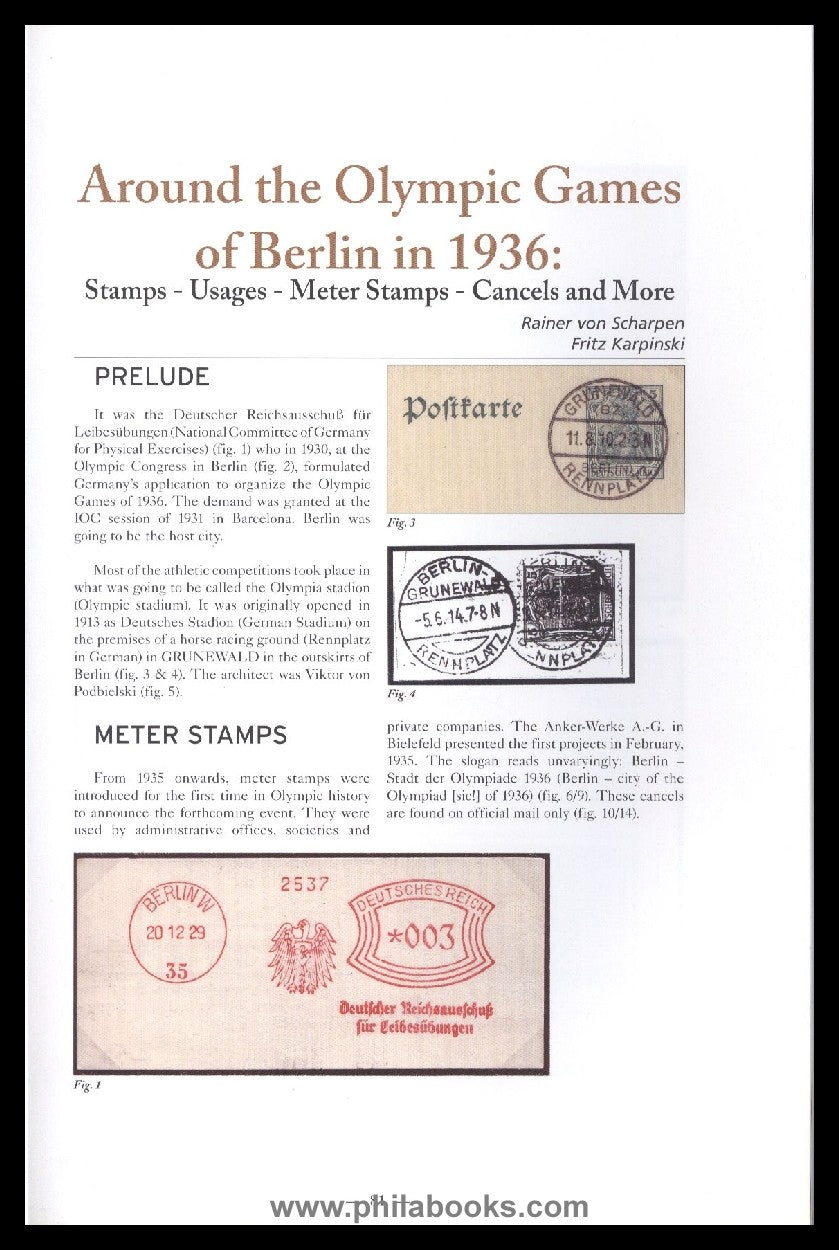 Around the Olympic Games
of Berlin in 1936:
Stamps - Usages - Meter Stamps - Cancels and More
Rainer von Scharpen
Fritz Karpinski
PRELUDE
It was the Deutscher Reichsausschuß für
Leibesübungen (National Committee of Germany
for Physical Exercises) (fig. 1) who in 1930, at the
Olympic Congress in Berlin (fig. 2), formulated
Germany's application to organize the Olympic
Games of 1936. The demand was granted at the
IOC session of 1931 in Barcelona. Berlin was
going to be the host city.
Most of the athletic competitions took place in
what was going to be called the Olympia stadion
(Olympic stadium). It was originally opened in
1913 as Deutsches Stadion (German Stadium) on
the premises of a horse racing ground (Rennplatz
in German) in GRUNEWALD in the outskirts of
Berlin (fig. 3 & 4). The architect was Viktor von
Podbielski (fig. 5).
METER STAMPS
From 1935 onwards, meter stamps were
introduced for the first time in Olympic history
to announce the forthcoming event. They were
used by administrative offices, societies and
Postkarte
GRUNEWALD
11.8.10.2-3N
RENNPLATZ
Fig. 3
BERLIN-
GRUNEWALD
-5.6.14.7-8N
RENNPLATZ
NNPLAT
Fig. 4
private companies. The Anker-Werke A.-G. in
Bielefeld presented the first projects in February,
1935. The slogan reads unvaryingly: Berlin –
Stadt der Olympiade 1936 (Berlin – city of the
Olympiad [sic!] of 1936) (fig. 6/9). These cancels
are found on official mail only (fig. 10/14).
BERLIN W
20 12 29
35
2537
DEUTSCHES REICH
*003
Deutscher Reichsausschuß
für Leibesübungen
Fig. 1
— 81 —
www.philabooks.com